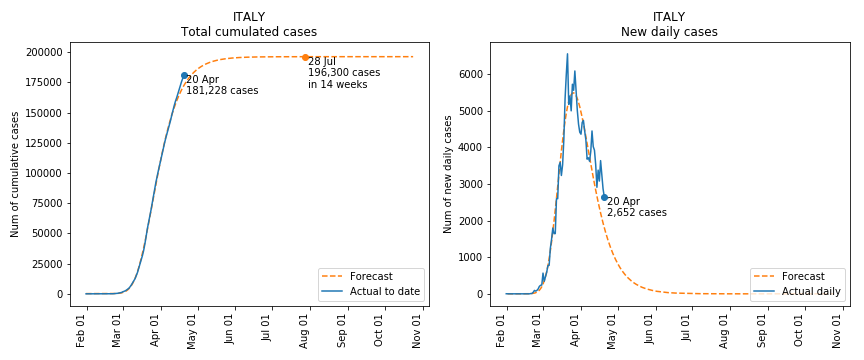 ITALY
Total cumulated cases
Num of cumulative cases
200000
175000
150000
125000
100000
75000
50000
25000
0
20 Apr
181,228 cases
28 Jul
196,300 cases
in 14 weeks
Forecast
Actual to date
Feb 01
Mar 01
Apr 01
May 01
Jun 01
Jul 01
Aug 01
Sep 01
Oct 01
Nov 01
ITALY
New daily cases
Num of new daily cases
6000
5000
4000
3000
2000
1000
0
20 Apr
2,652 cases
Forecast
Actual daily
Feb 01
Mar 01
Apr 01
May 01
Jun 01
Jul 01
Aug 01
Sep 01
Oct 01
Nov 01